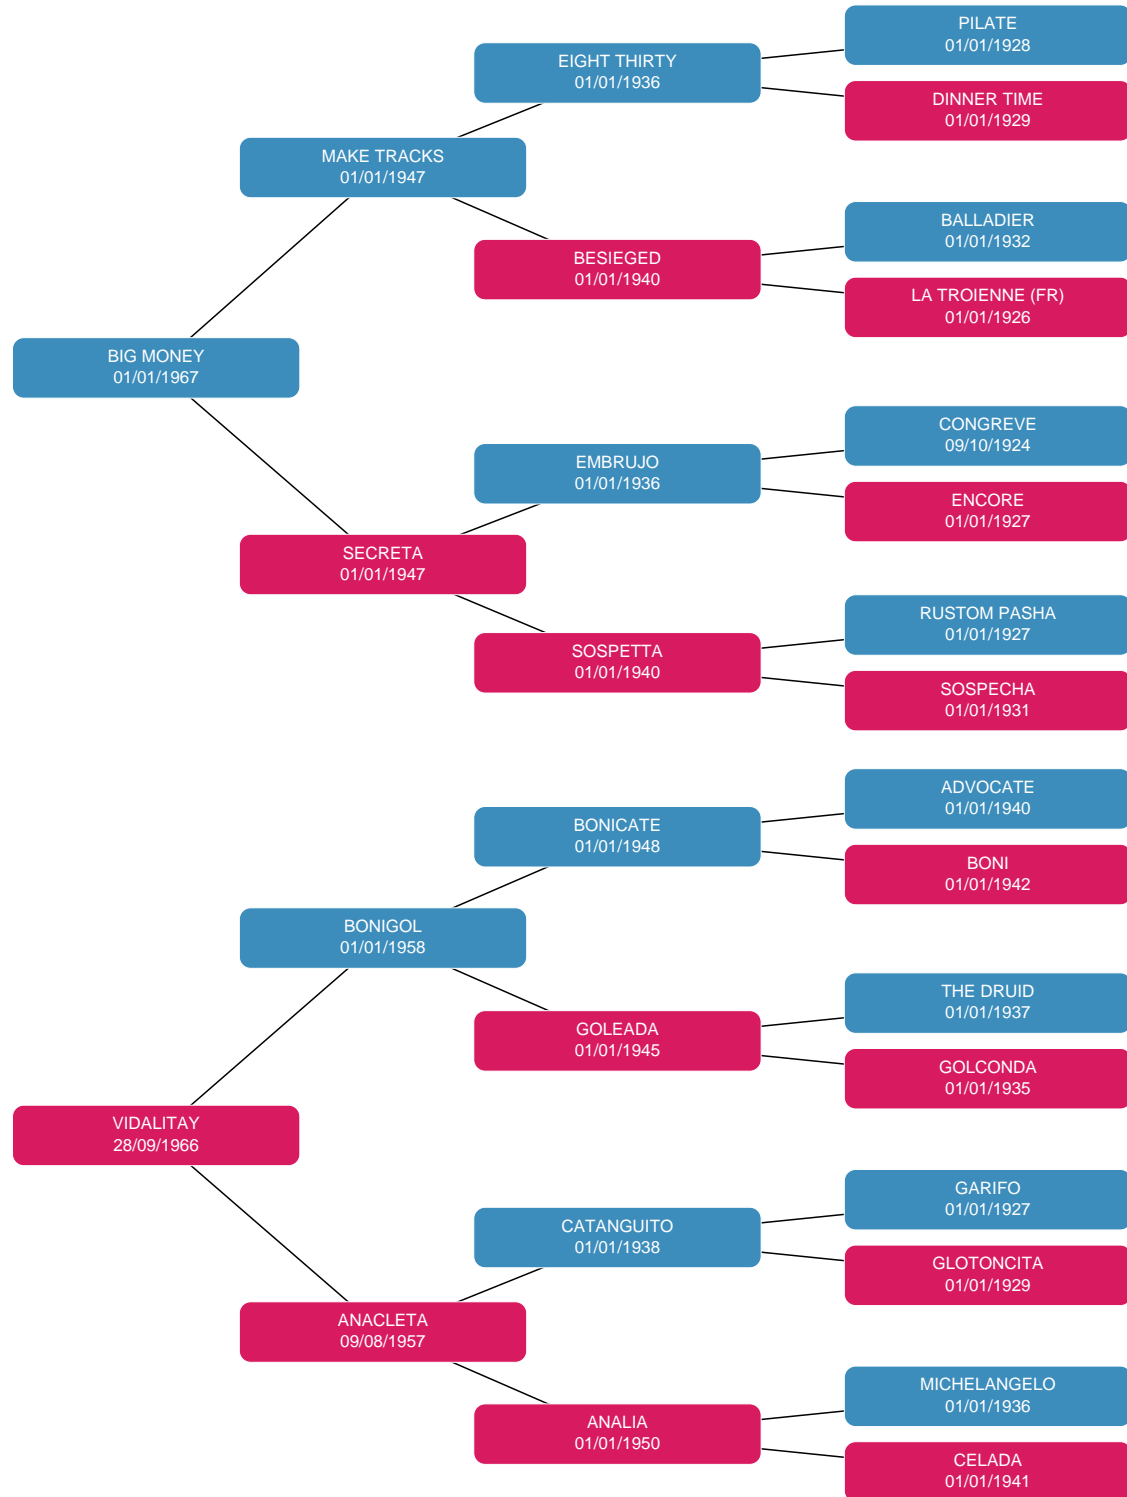 PILATE
01/01/1928
EIGHT THIRTY
01/01/1936
DINNER TIME
01/01/1929
MAKE TRACKS
01/01/1947
BALLADIER
01/01/1932
BESIEGED
01/01/1940
LA TROIENNE (FR)
01/01/1926
BIG MONEY
01/01/1967
CONGREVE
09/10/1924
EMBRUJO
01/01/1936
ENCORE
01/01/1927
SECRETA
01/01/1947
RUSTOM PASHA
01/01/1927
SOSPETTA
01/01/1940
SOSPECHA
01/01/1931
ADVOCATE
01/01/1940
BONICATE
01/01/1948
BONI
01/01/1942
BONIGOL
01/01/1958
THE DRUID
01/01/1937
GOLEADA
01/01/1945
GOLCONDA
01/01/1935
VIDALITAY
28/09/1966
GARIFO
01/01/1927
CATANGUITO
01/01/1938
GLOTONCITA
01/01/1929
ANACLETA
09/08/1957
MICHELANGELO
01/01/1936
ANALIA
01/01/1950
CELADA
01/01/1941